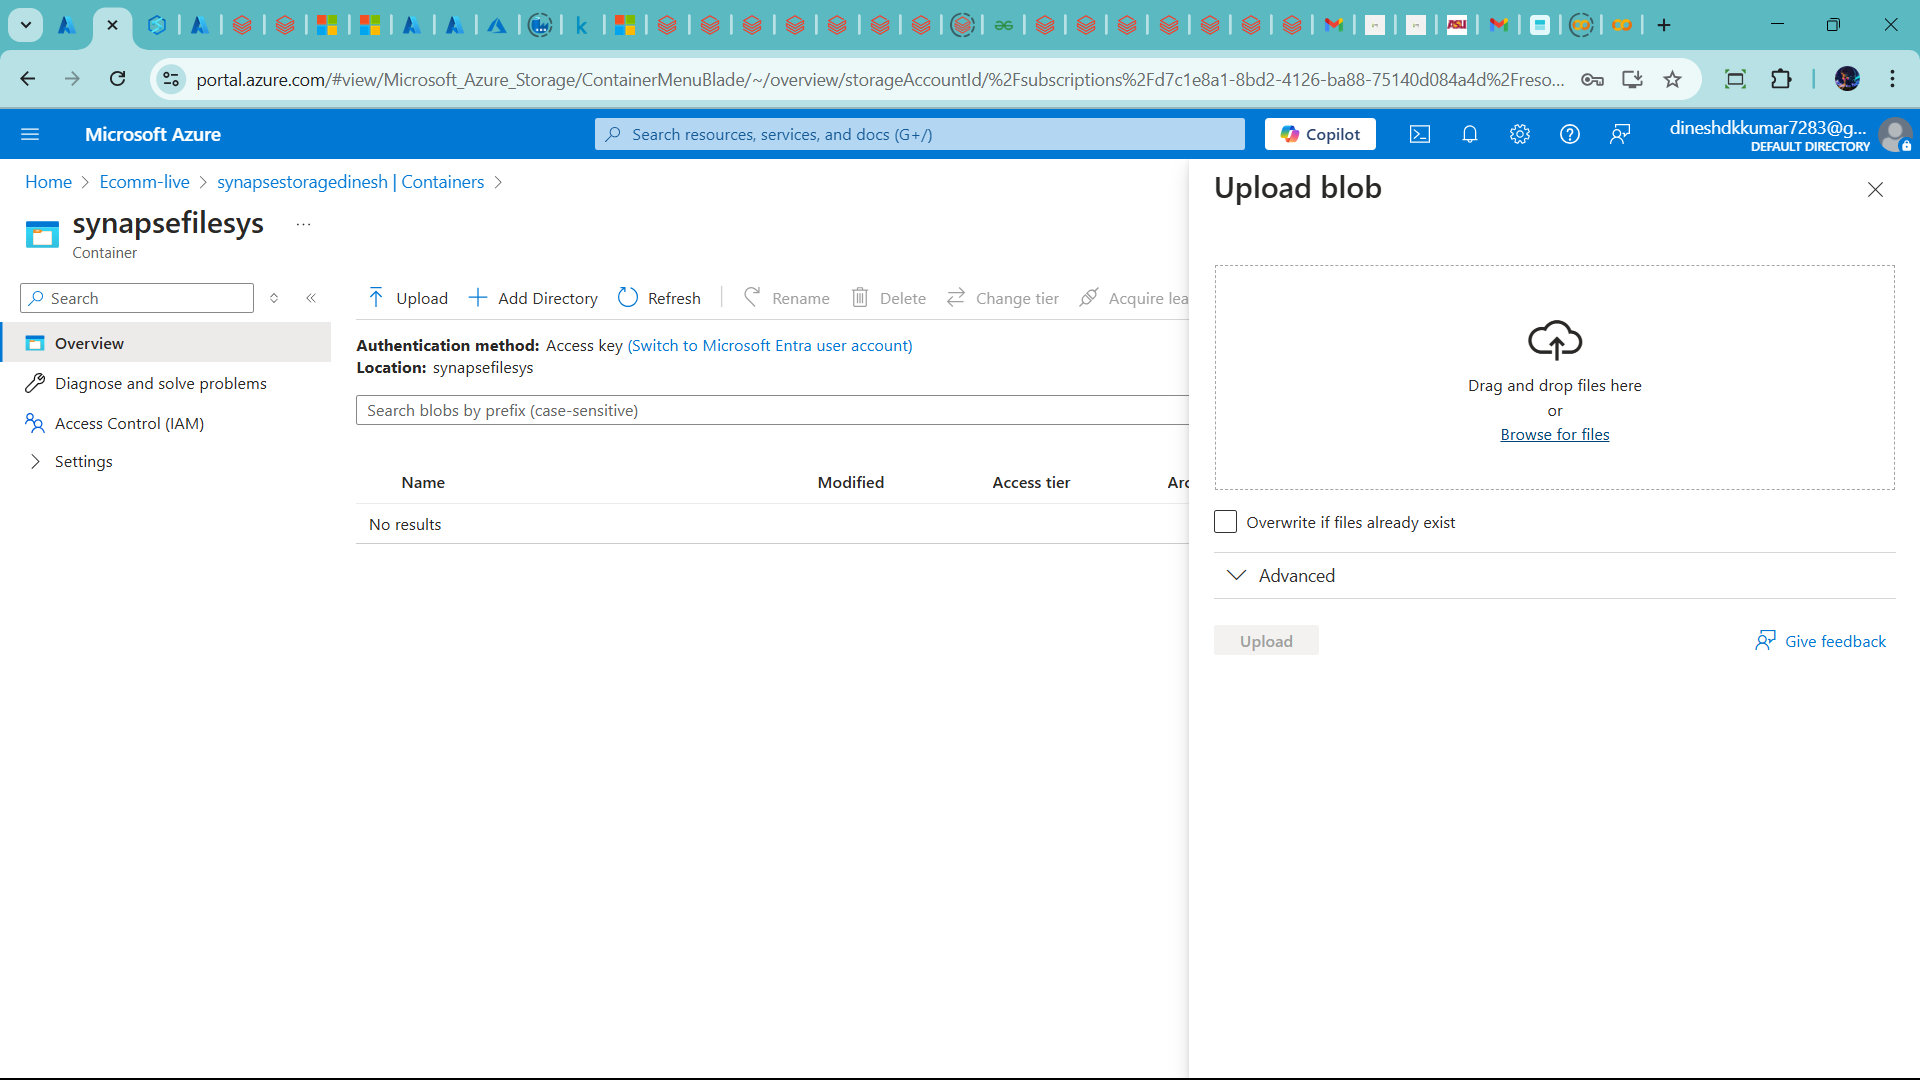 portal.azure.com/#view/Microsoft_Azure_Storage/ContainerMenuBlade/~/overview/storageAccountId/%2Fsubscriptions%2Fd7c1e8a1-8bd2-4126-ba88-75140d084a4d%2Freso...
Microsoft Azure
Search resources, services, and docs (G+/)
Copilot
dineshdkkumar7283@g...
DEFAULT DIRECTORY
Home > Ecomm-live > synapsestoragedinesh | Containers >
synapsefilesys ...
Container
Search
Overview
Diagnose and solve problems
Access Control (IAM)
Settings
Upload Add Directory Refresh Rename Delete Change tier Acquire lea
Authentication method: Access key (Switch to Microsoft Entra user account)
Location: synapsefilesys
Search blobs by prefix (case-sensitive)
Name Modified Access tier Arc
No results
Upload blob
Drag and drop files here
or
Browse for files
Overwrite if files already exist
Advanced
Upload
Give feedback